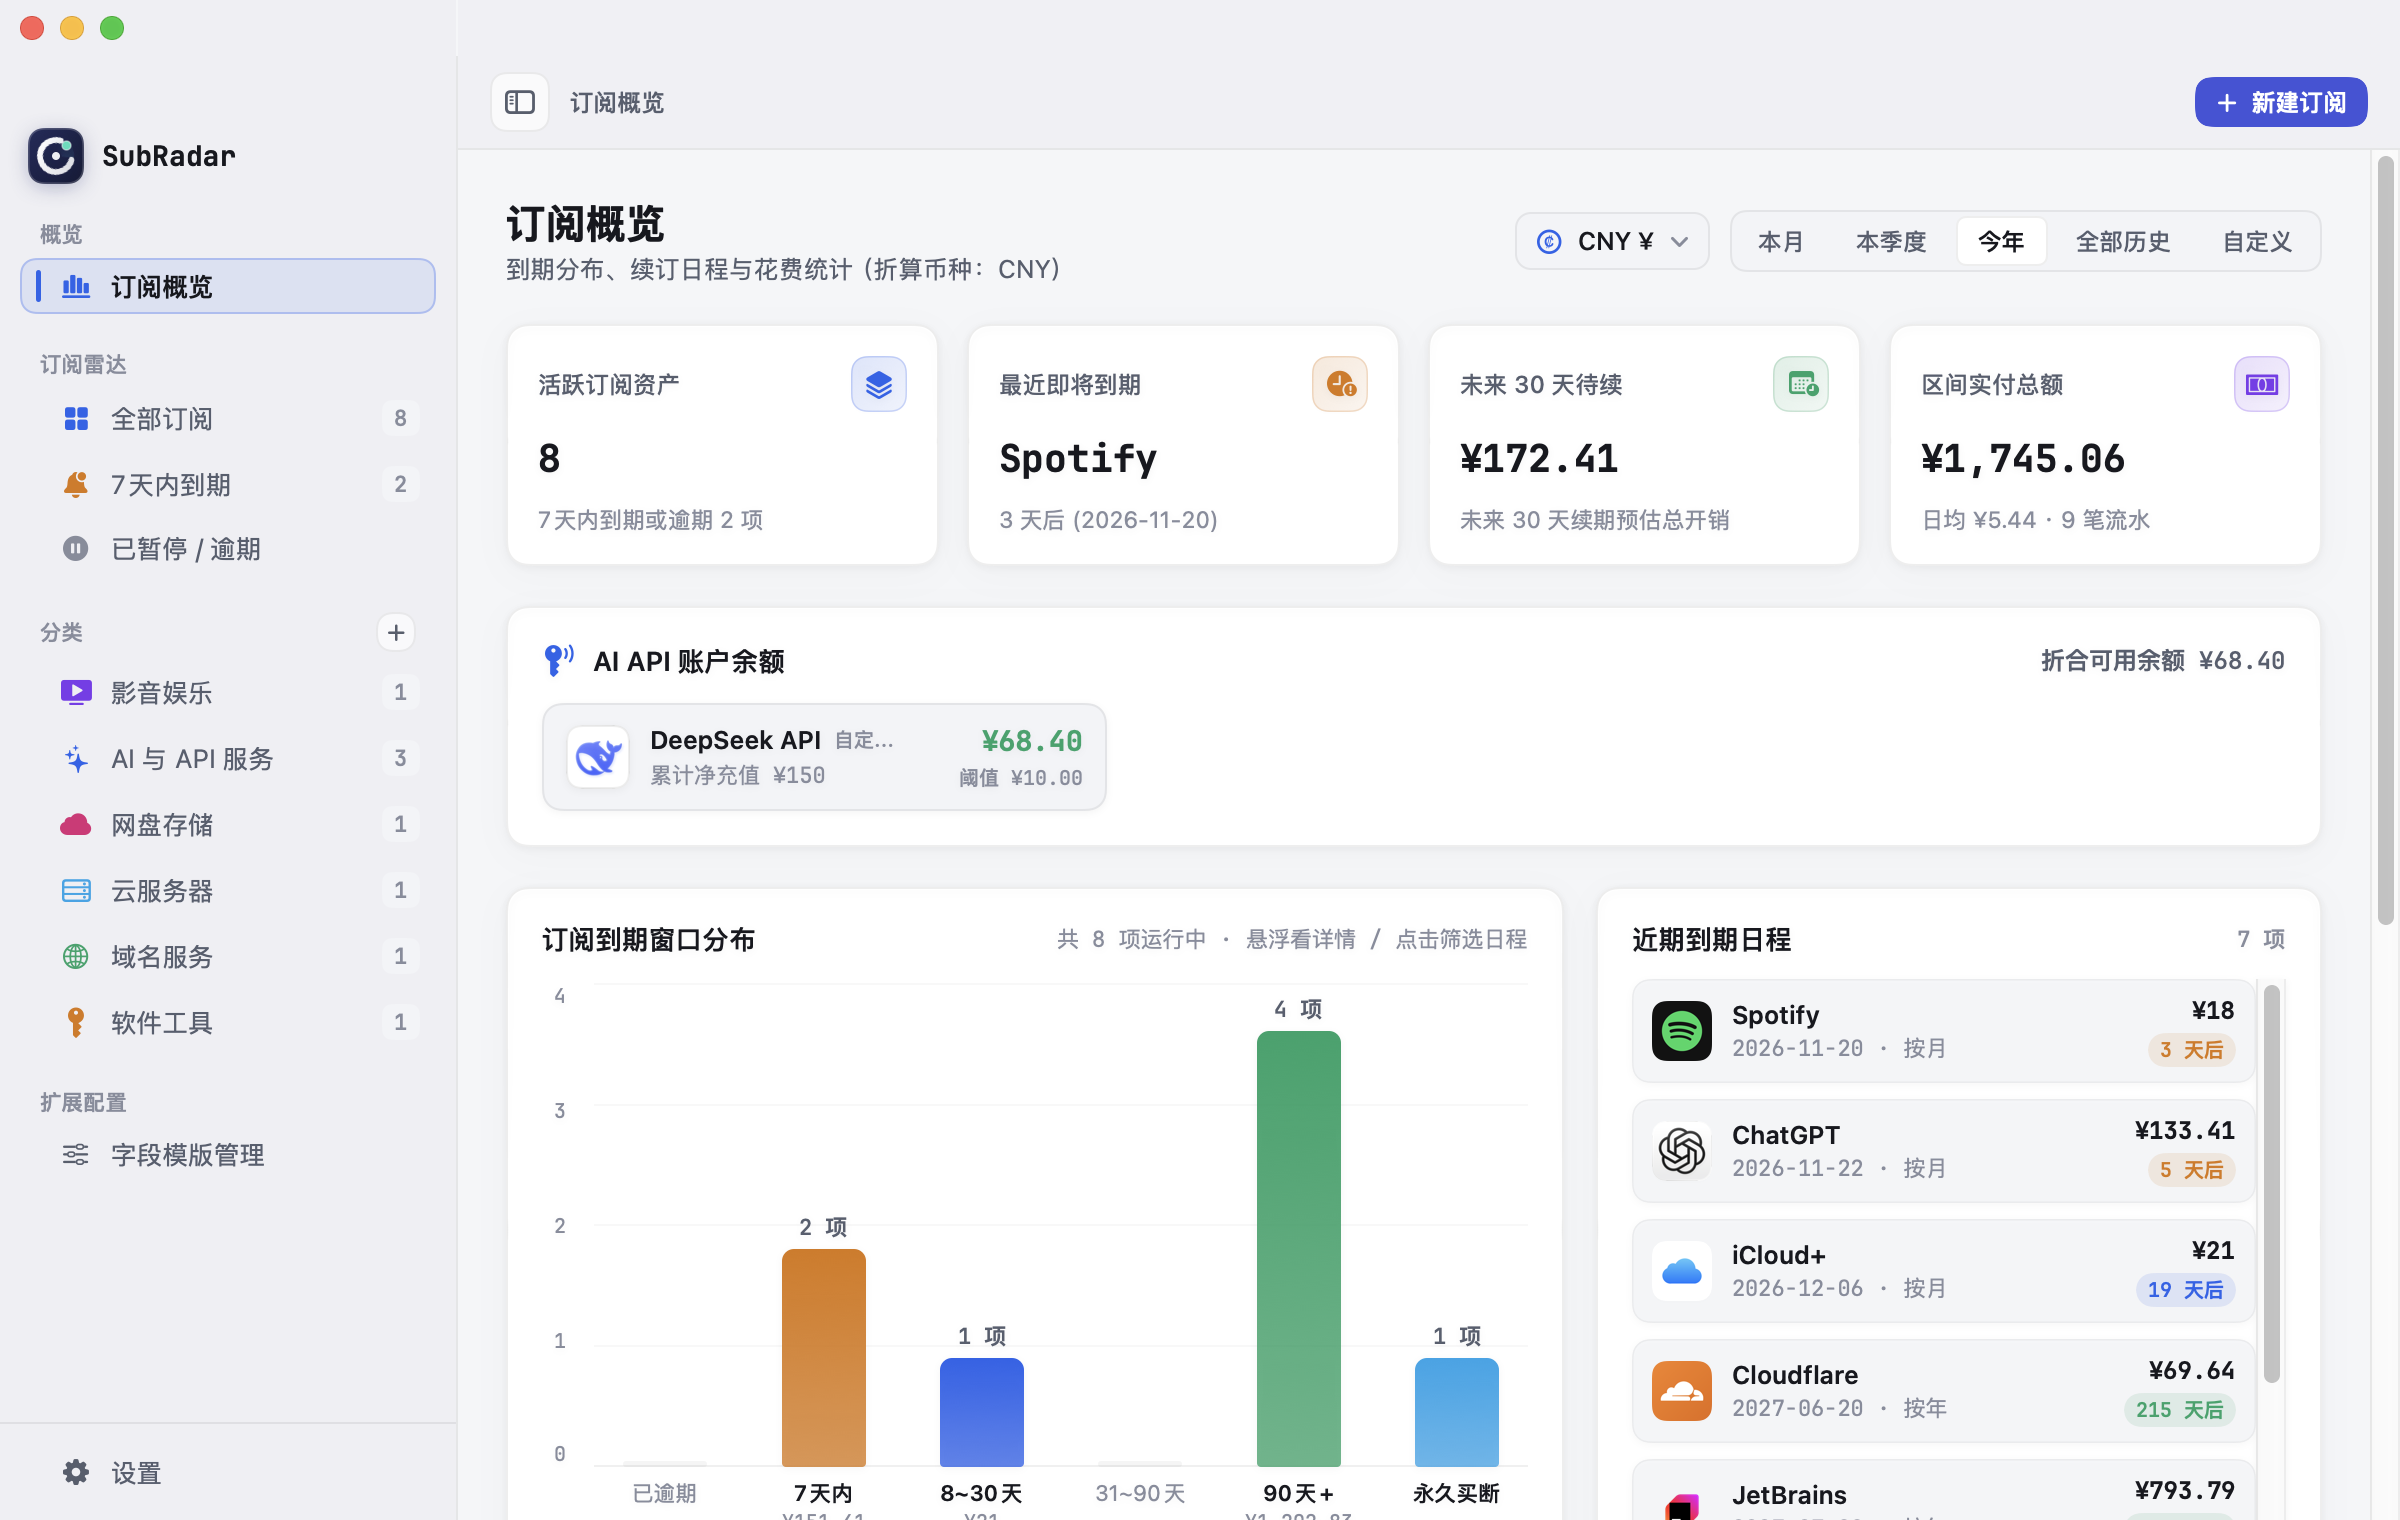 SubRadar
概览
订阅概览
订阅雷达
全部订阅 8
7天内到期 2
已暂停 / 逾期
分类
影音娱乐 1
AI 与 API 服务 3
网盘存储 1
云服务器 1
域名服务 1
软件工具 1
扩展配置
字段模版管理
设置
订阅概览
+ 新建订阅
订阅概览
到期分布、续订日程与花费统计（折算币种：CNY）
CNY ¥
本月 本季度 今年 全部历史 自定义
活跃订阅资产
8
7天内到期或逾期 2 项
最近即将到期
Spotify
3 天后 (2026-11-20)
未来 30 天待续
¥172.41
未来 30 天续期预估总开销
区间实付总额
¥1,745.06
日均 ¥5.44 · 9 笔流水
AI API 账户余额
折合可用余额 ¥68.40
DeepSeek API 自定...
¥68.40
累计净充值 ¥150
阈值 ¥10.00
订阅到期窗口分布
共 8 项运行中 · 悬浮看详情 / 点击筛选日程
4
3
2
1
0
2 项
1 项
4 项
1 项
已逾期 7天内 8~30天 31~90天 90天+ 永久买断
¥151.41 ¥21 ¥1,202.83
近期到期日程
7 项
Spotify
¥18
2026-11-20 · 按月
3 天后
ChatGPT
¥133.41
2026-11-22 · 按月
5 天后
iCloud+
¥21
2026-12-06 · 按月
19 天后
Cloudflare
¥69.64
2027-06-20 · 按年
215 天后
JetBrains
¥793.79